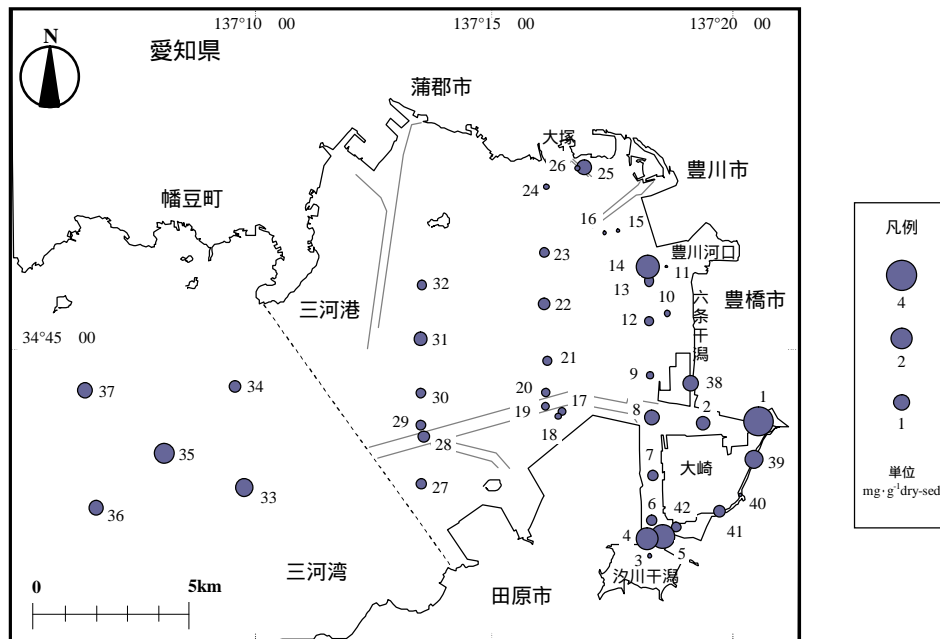 137°10 00
137°15 00
137°20 00
N
愛知県
蒲郡市
大塚
26
25
豊川市
24
幡豆町
16
15
23
豊川河口
14
11
13
32
三河港
22
10
六条干潟
豊橋市
12
34°45 00
31
21
9
38
37
34
20
30
17
1
19
8
2
29
18
28
35
7
大崎
39
27
33
40
36
6
42
41
4
5
3
三河湾
汐川干潟
0
5km
田原市
凡例
4
2
1
単位
mg·g⁻¹dry-sed